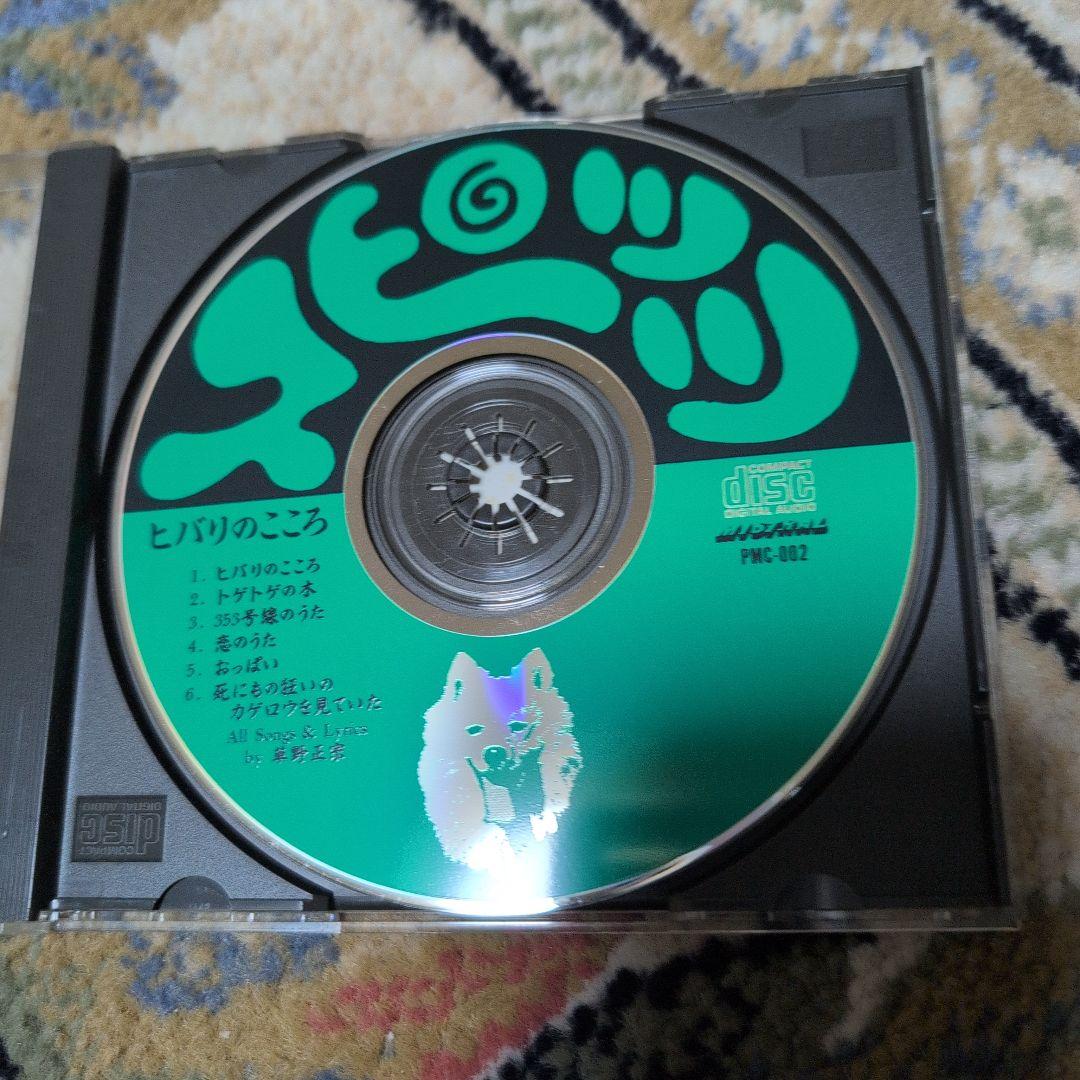 スピッツ
COMPACT
disc
DIGITAL AUDIO
PMC-002
ヒバリのこころ
1. ヒバリのこころ
2. トゲトゲの木
3. 353号線のうた
4. 恋のうた
5. おっぱい
6. 死にもの狂いの
カゲロウを見ていた
All Songs & Lyrics
by 草野正宗
COMPACT
disc
DIGITAL AUDIO